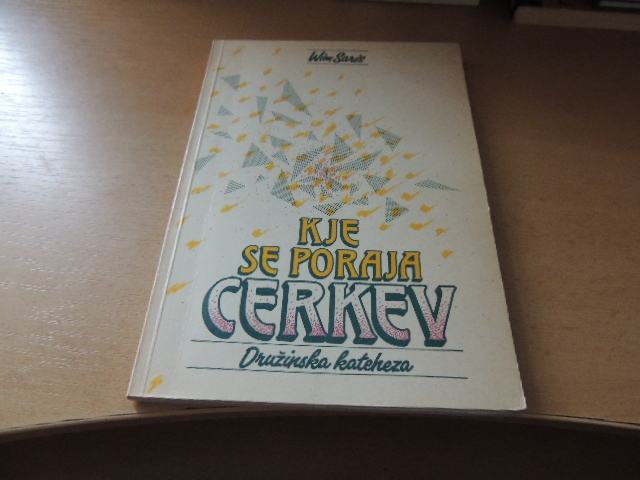 Wim Saris
KJE
SE PORAJA
CERKEV
Družinska kateheza